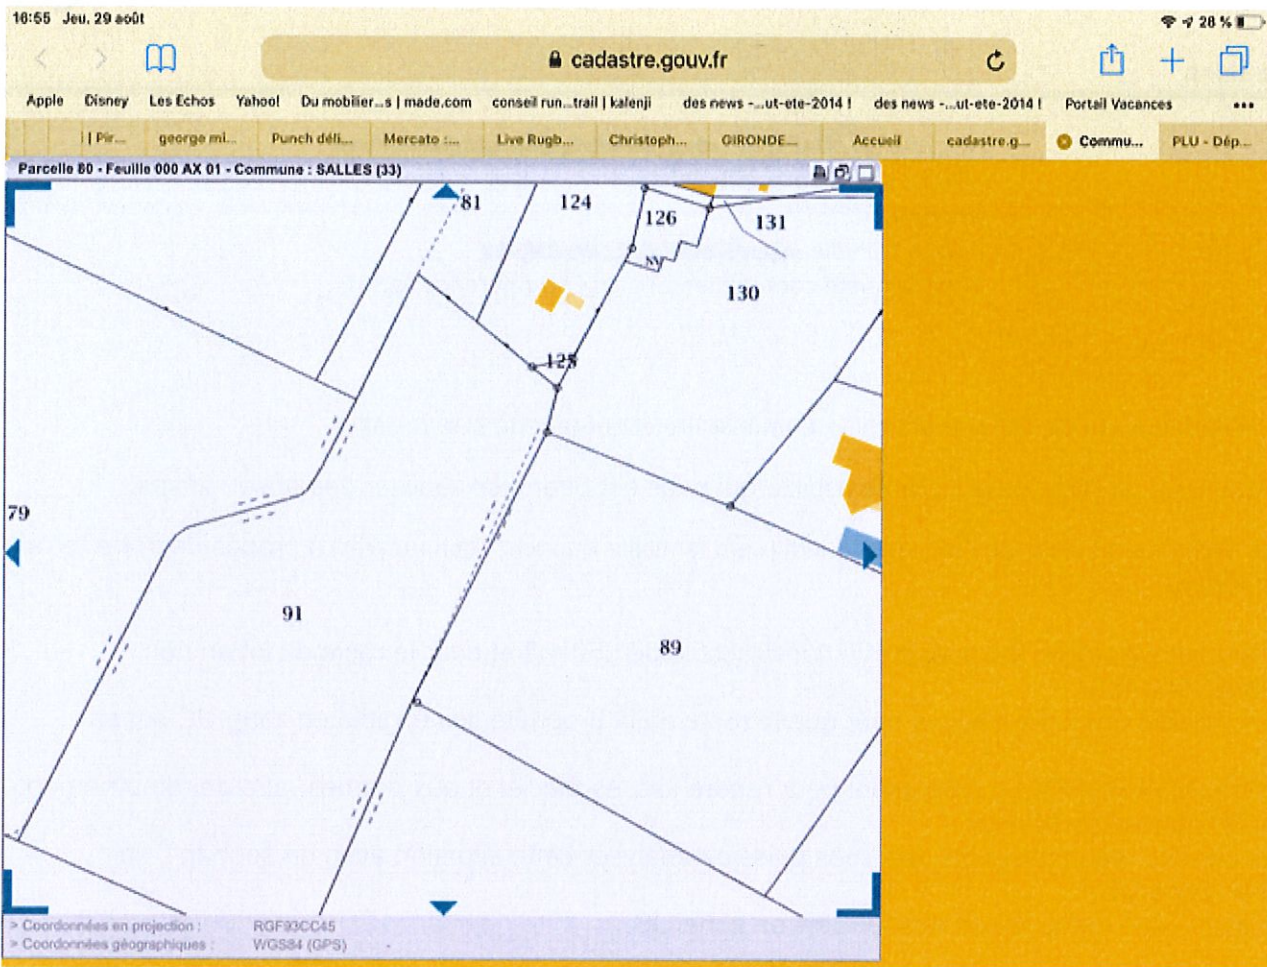 16:55 Jeu. 29 août 28 %
cadastre.gouv.fr
Apple Disney Les Echos Yahoo! Du mobilier...s | made.com conseil run...trail | kalenji des news -...ut-ete-2014 ! des news -...ut-ete-2014 ! Portail Vacances •••
| | Pir... george mi... Punch déli... Mercato :... Live Rugb... Christoph... GIRONDE... Accueil cadastre.g... Commu... PLU - Dép...
Parcelle 80 - Feuille 000 AX 01 - Commune : SALLES (33)
81 124 126 131
130
79
91
89
> Coordonnées en projection : RGF93CC45
> Coordonnées géographiques : WGS84 (GPS) -